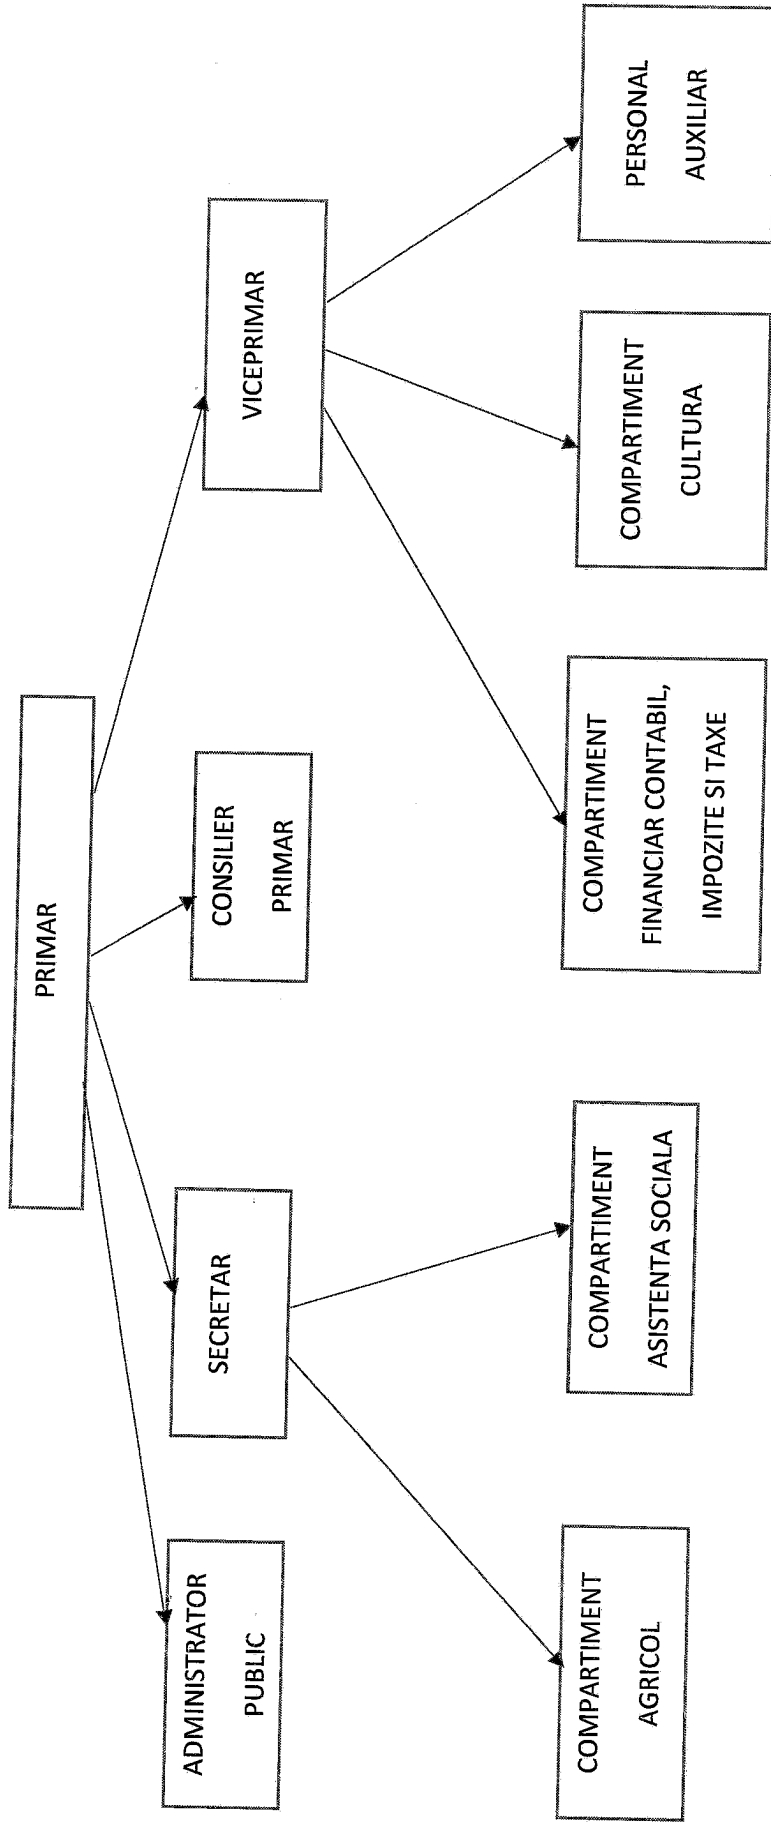 PRIMAR
ADMINISTRATOR
PUBLIC
SECRETAR
CONSILIER
PRIMAR
VICEPRIMAR
COMPARTIMENT
AGRICOL
COMPARTIMENT
ASISTENTA SOCIALA
COMPARTIMENT
FINANCIAR CONTABIL,
IMPOZITE SI TAXE
COMPARTIMENT
CULTURA
PERSONAL
AUXILIAR